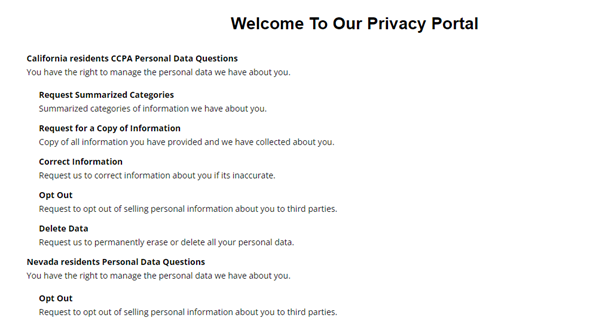 Welcome To Our Privacy Portal
California residents CCPA Personal Data Questions
You have the right to manage the personal data we have about you.
Request Summarized Categories
Summarized categories of information we have about you.
Request for a Copy of Information
Copy of all information you have provided and we have collected about you.
Correct Information
Request us to correct information about you if its inaccurate.
Opt Out
Request to opt out of selling personal information about you to third parties.
Delete Data
Request us to permanently erase or delete all your personal data.
Nevada residents Personal Data Questions
You have the right to manage the personal data we have about you.
Opt Out
Request to opt out of selling personal information about you to third parties.